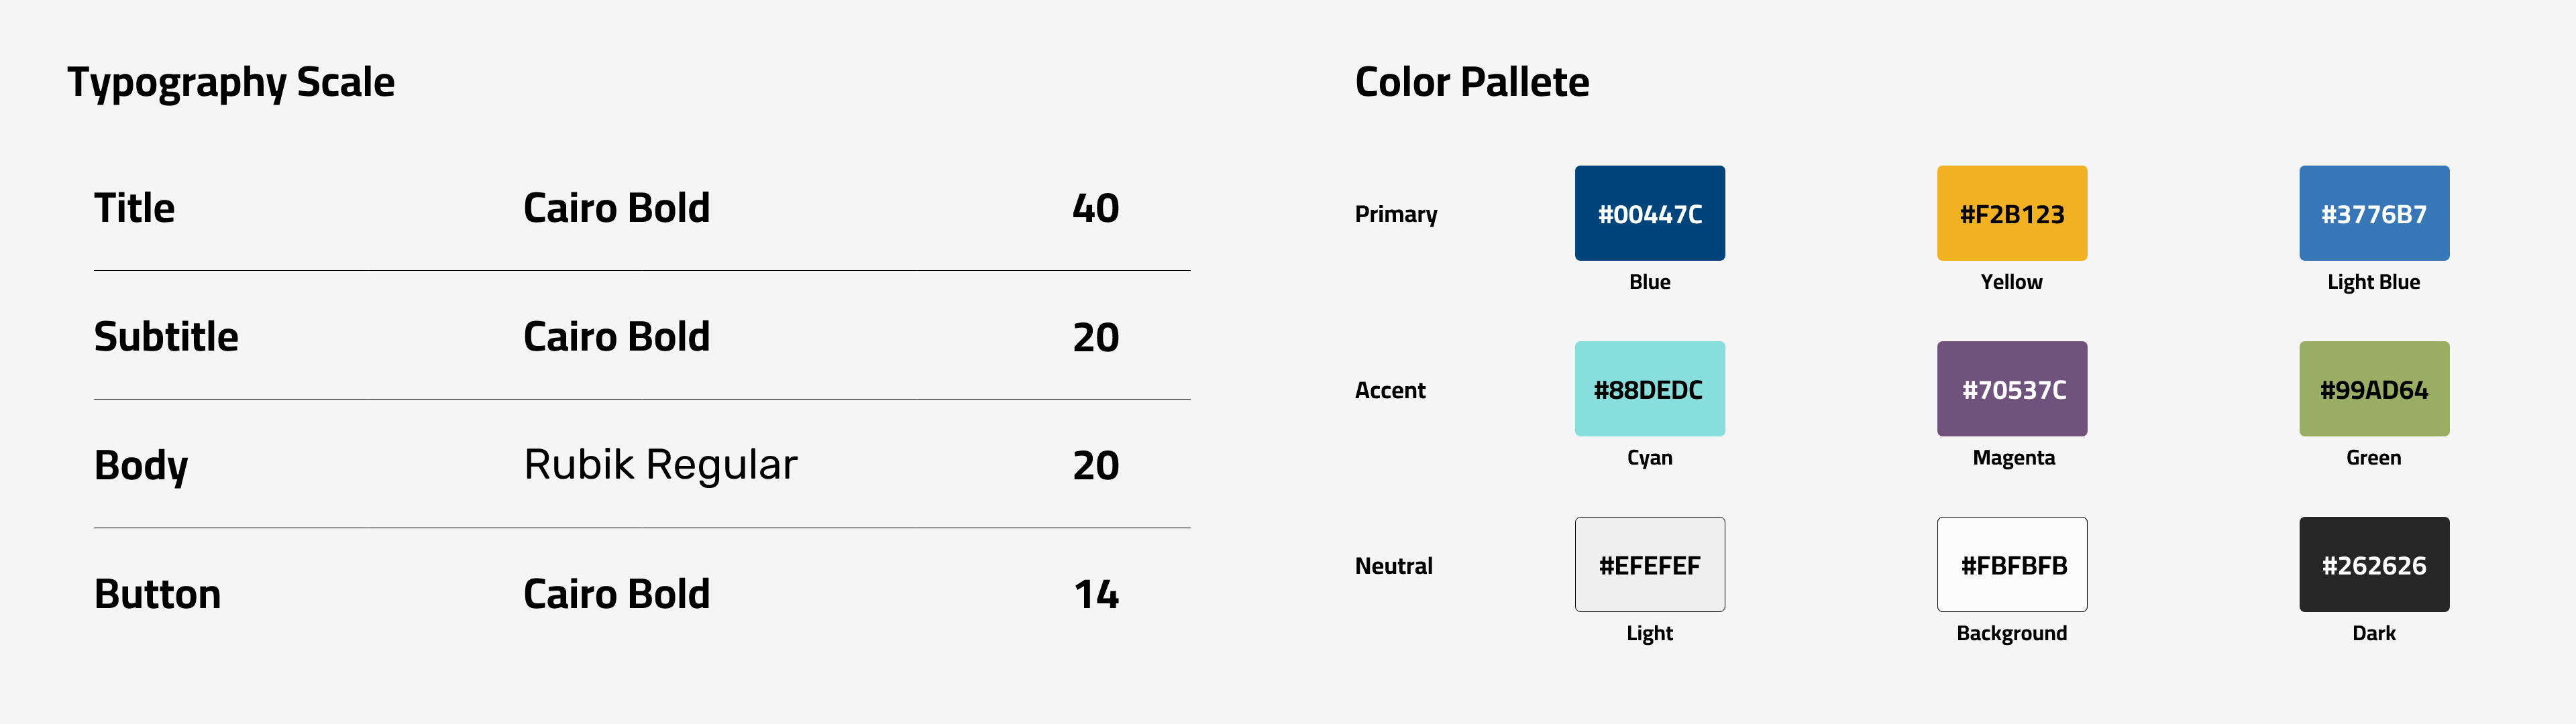 Typography Scale
Title Cairo Bold 40
Subtitle Cairo Bold 20
Body Rubik Regular 20
Button Cairo Bold 14
Color Pallete
Primary
#00447C #F2B123 #3776B7
Blue Yellow Light Blue
Accent
#88DEDC #70537C #99AD64
Cyan Magenta Green
Neutral
#EFEFEF #FBFBFB #262626
Light Background Dark